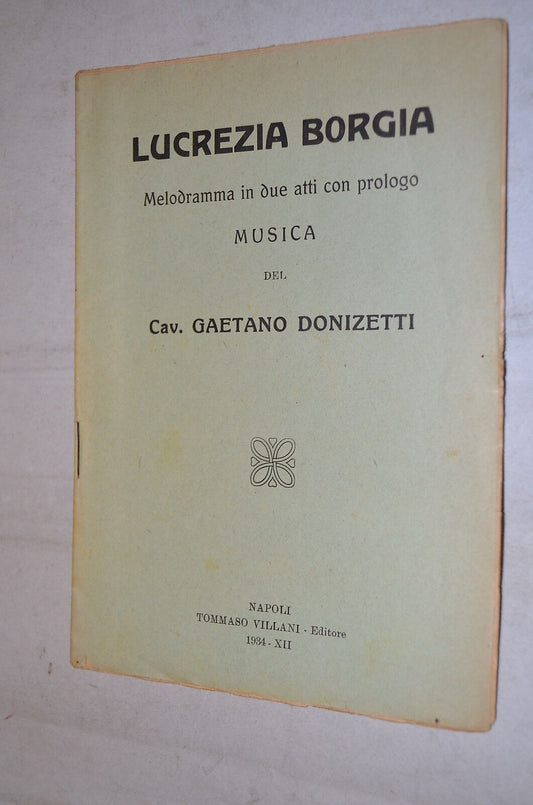 LUCREZIA BORGIA
Melodramma in due atti con prologo
MUSICA
DEL
Cav. GAETANO DONIZETTI
NAPOLI
TOMMASO VILLANI - Editore
1934 - XII